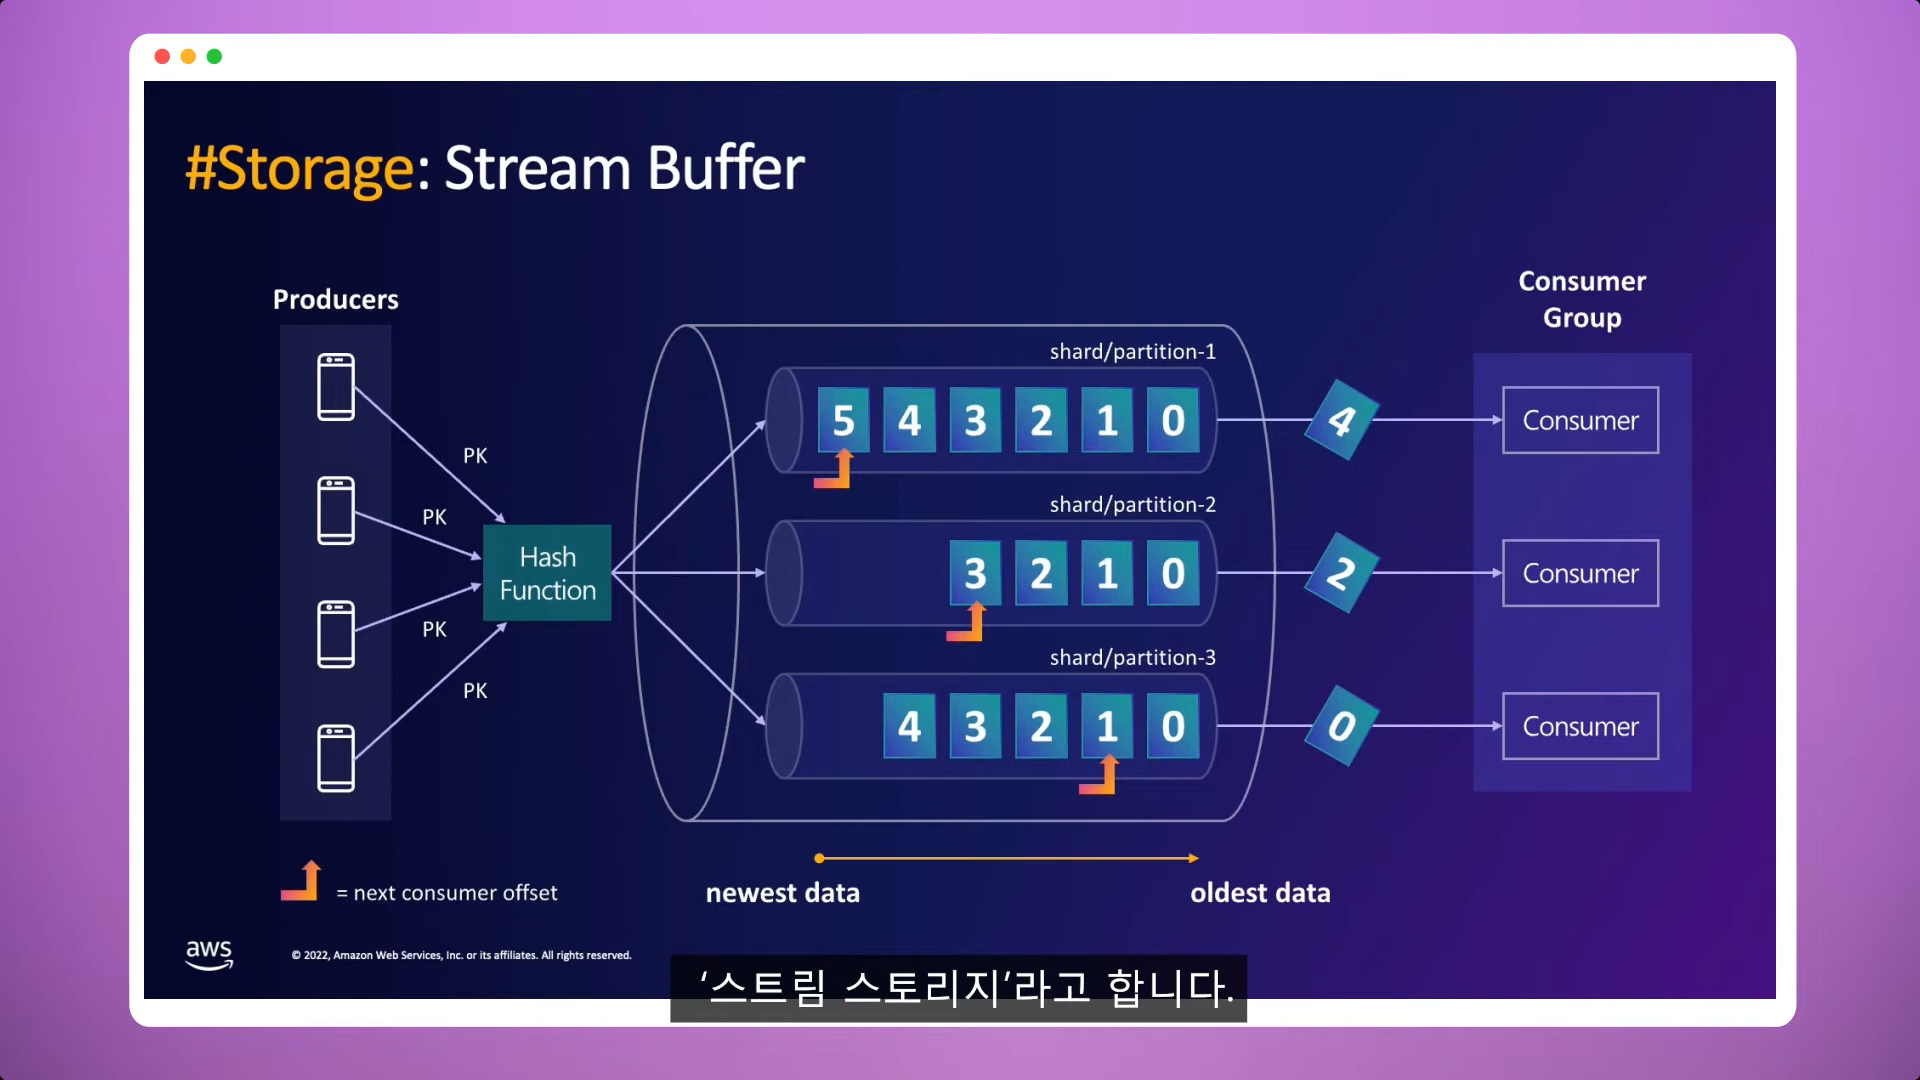 #Storage: Stream Buffer
Producers
Consumer
Group
PK
PK
PK
PK
Hash
Function
shard/partition-1
5 4 3 2 1 0
4
Consumer
shard/partition-2
3 2 1 0
2
Consumer
shard/partition-3
4 3 2 1 0
0
Consumer
= next consumer offset
newest data
oldest data
aws
© 2022, Amazon Web Services, Inc. or its affiliates. All rights reserved.
‘스트림 스토리지’라고 합니다.